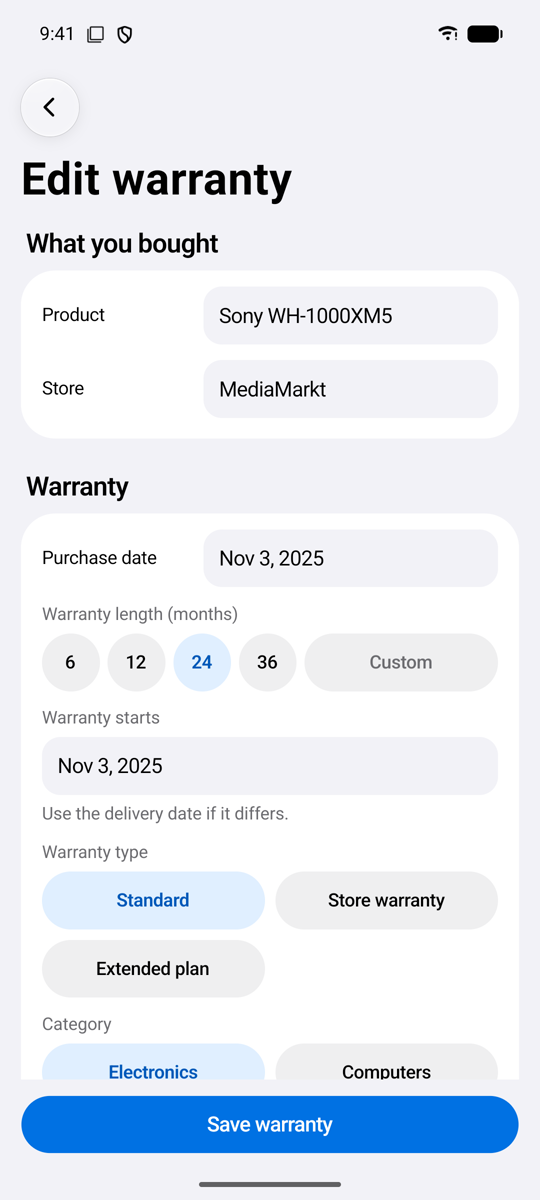 9:41
Edit warranty
What you bought
Product
Sony WH-1000XM5
Store
MediaMarkt
Warranty
Purchase date
Nov 3, 2025
Warranty length (months)
6 12 24 36 Custom
Warranty starts
Nov 3, 2025
Use the delivery date if it differs.
Warranty type
Standard Store warranty
Extended plan
Category
Electronics Computers
Save warranty